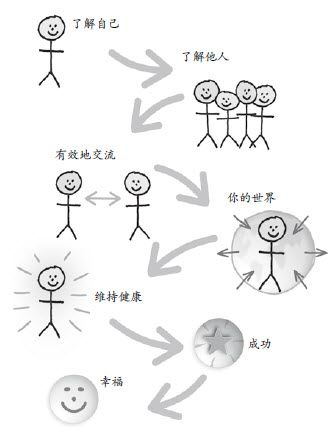 了解自己
了解他人
有效地交流
你的世界
维持健康
成功
幸福